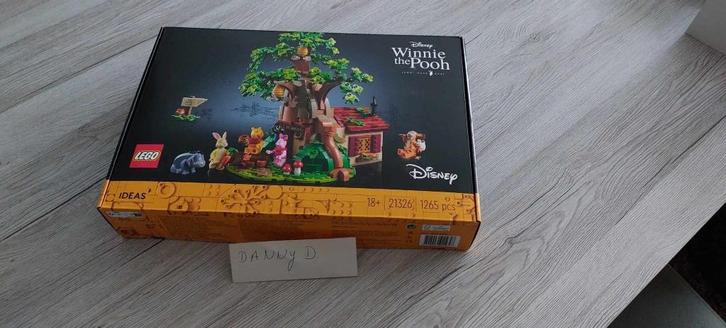 Disney
Winnie
the Pooh
LEGO
Disney
IDEAS
18+ 21326 1265 pcs
DANNY D.